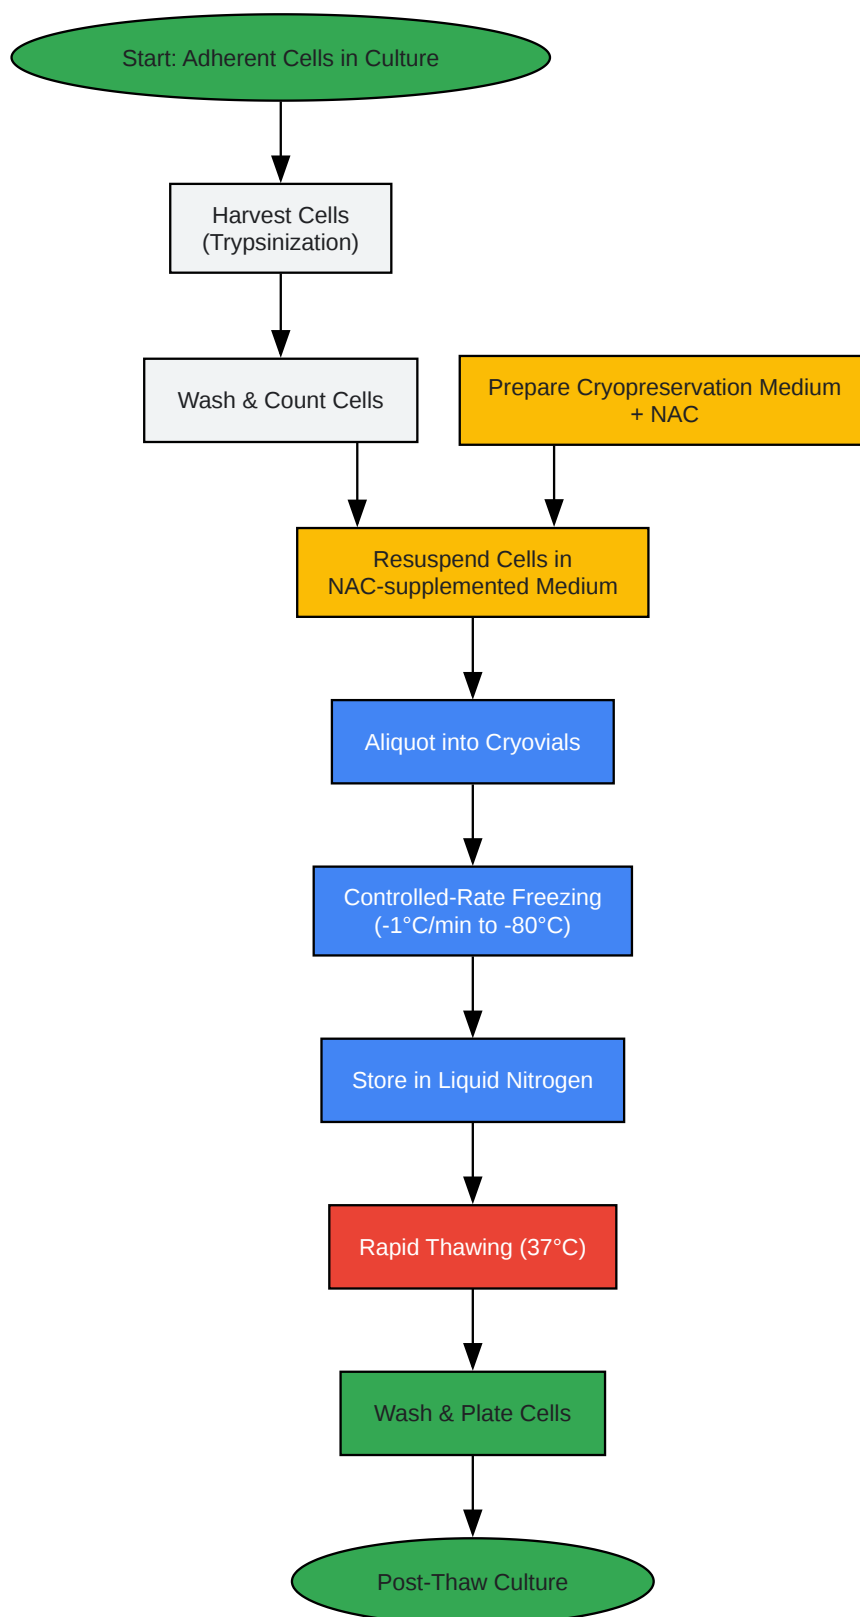 Start: Adherent Cells in Culture
Harvest Cells
(Trypsinization)
Wash & Count Cells
Prepare Cryopreservation Medium
+ NAC
Resuspend Cells in
NAC-supplemented Medium
Aliquot into Cryovials
Controlled-Rate Freezing
(-1°C/min to -80°C)
Store in Liquid Nitrogen
Rapid Thawing (37°C)
Wash & Plate Cells
Post-Thaw Culture